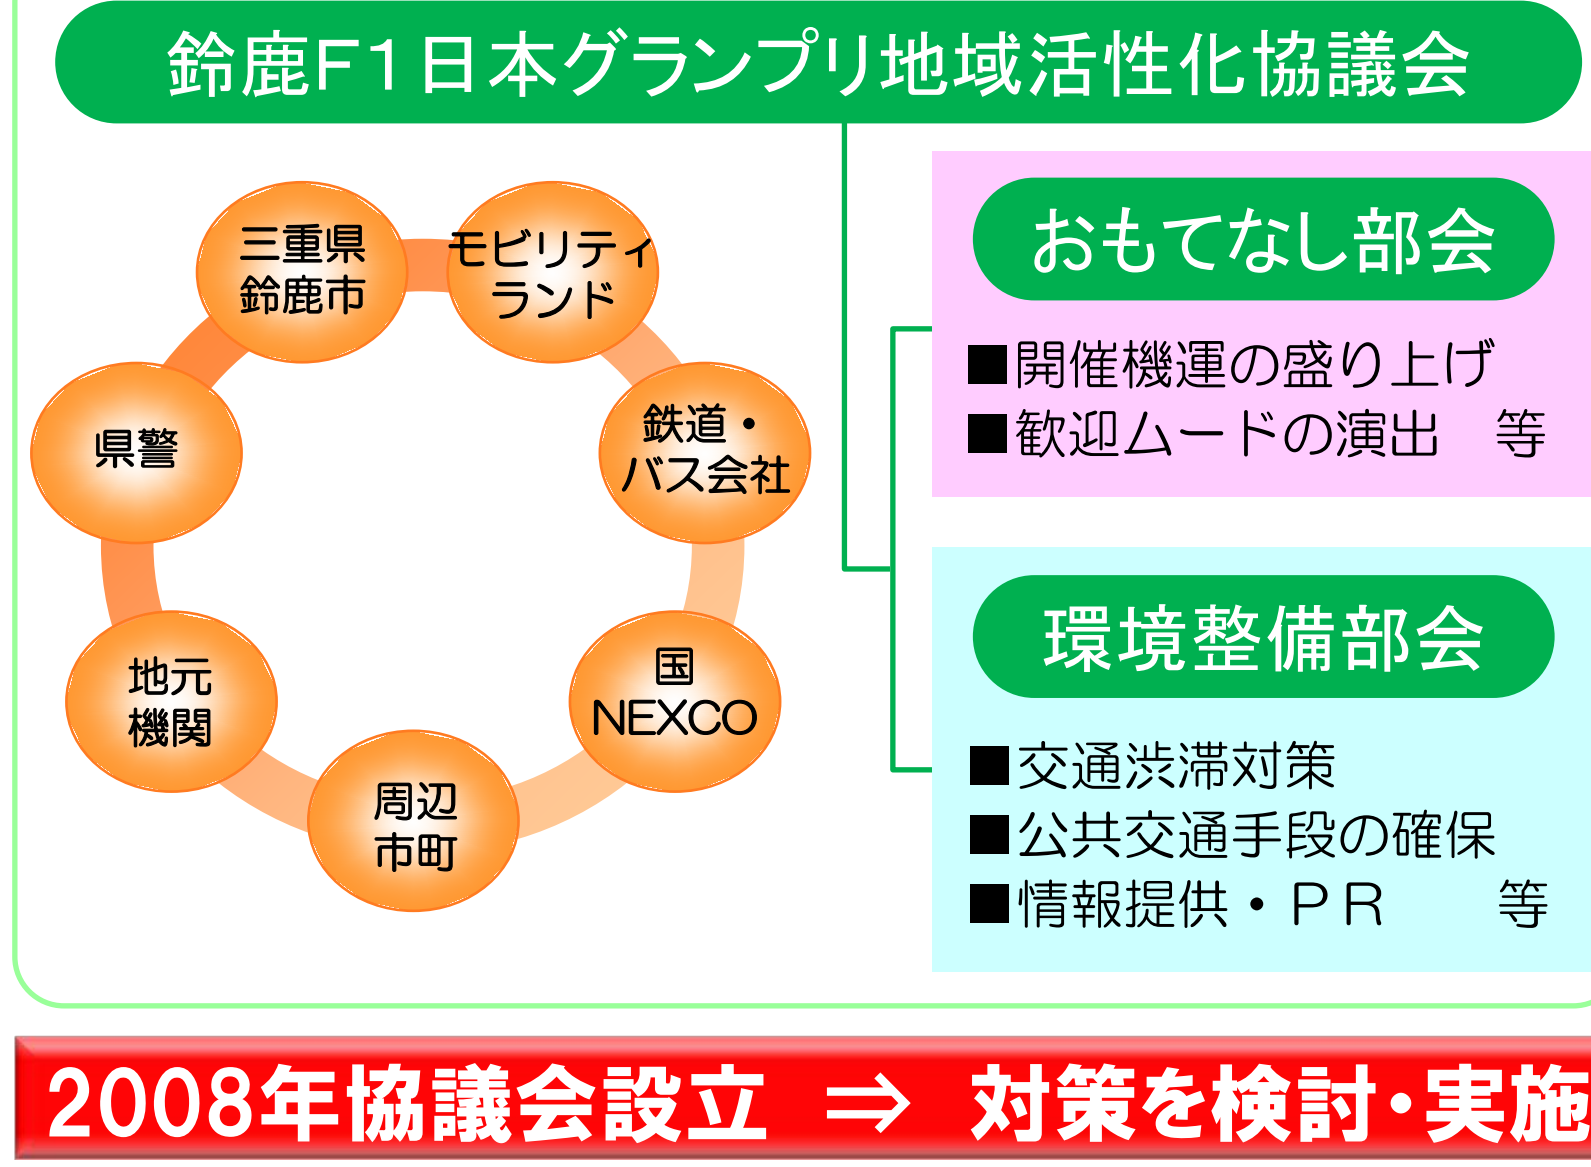 鈴鹿F1日本グランプリ地域活性化協議会
三重県
鈴鹿市
モビリティ
ランド
県警
鉄道・
バス会社
地元
機関
国
NEXCO
周辺
市町
おもてなし部会
■開催機運の盛り上げ
■歓迎ムードの演出　等
環境整備部会
■交通渋滞対策
■公共交通手段の確保
■情報提供・ＰＲ　　等
2008年協議会設立　⇒　対策を検討・実施